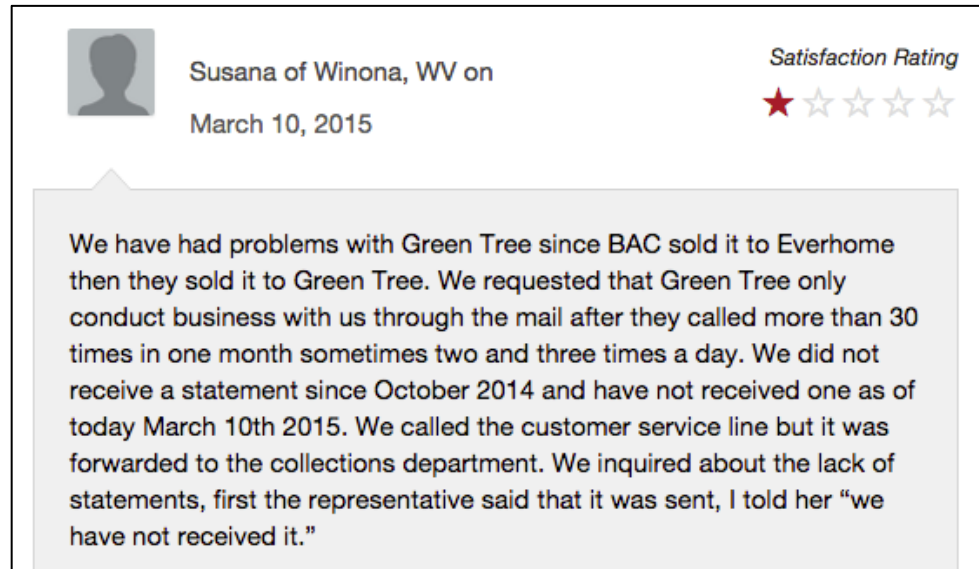 Susana of Winona, WV on
March 10, 2015
Satisfaction Rating
We have had problems with Green Tree since BAC sold it to Everhome
then they sold it to Green Tree. We requested that Green Tree only
conduct business with us through the mail after they called more than 30
times in one month sometimes two and three times a day. We did not
receive a statement since October 2014 and have not received one as of
today March 10th 2015. We called the customer service line but it was
forwarded to the collections department. We inquired about the lack of
statements, first the representative said that it was sent, I told her “we
have not received it.”